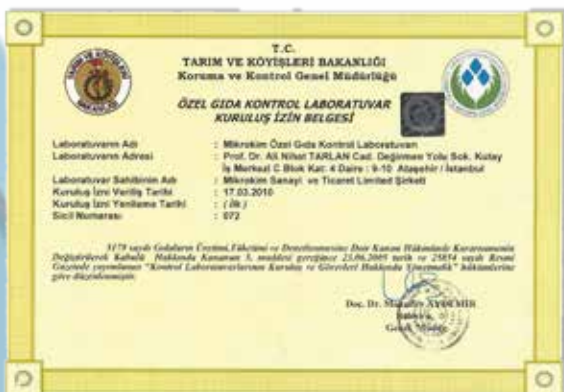 T.C.
TARIM VE KÖYİŞLERİ BAKANLIĞI
Koruma ve Kontrol Genel Müdürlüğü
ÖZEL GIDA KONTROL LABORATUVAR
KURULUŞ İZİN BELGESİ
Laboratuvarın Adı : Mikrokim Özel Gıda Kontrol Laboratuvarı
Laboratuvarın Adresi : Prof. Dr. Ali Nihat TARLAN Cad. Değirmen Yolu Sok. Kutay
İş Merkezi C Blok Kat: 4 Daire : 9-10 Ataşehir / İstanbul
Laboratuvar Sahibinin Adı : Mikrokim Sanayi ve Ticaret Limited Şirketi
Kuruluş İzni Veriliş Tarihi : 17.03.2010
Kuruluş İzni Yenileme Tarihi : ( İlk )
Sicil Numarası : 072
5179 sayılı Gıdaların Üretimi, Tüketimi ve Denetlenmesine Dair Kanun Hükmünde Kararnamenin
Değiştirilerek Kabulü Hakkında Kanunun 3. maddesi gereğince 23.06.2005 tarih ve 25854 sayılı Resmi
Gazetede yayımlanan "Kontrol Laboratuvarlarının Kuruluş ve Görevleri Hakkında Yönetmelik" hükümlerine
göre düzenlenmiştir.
Doç. Dr. Muzaffer AYDEMİR